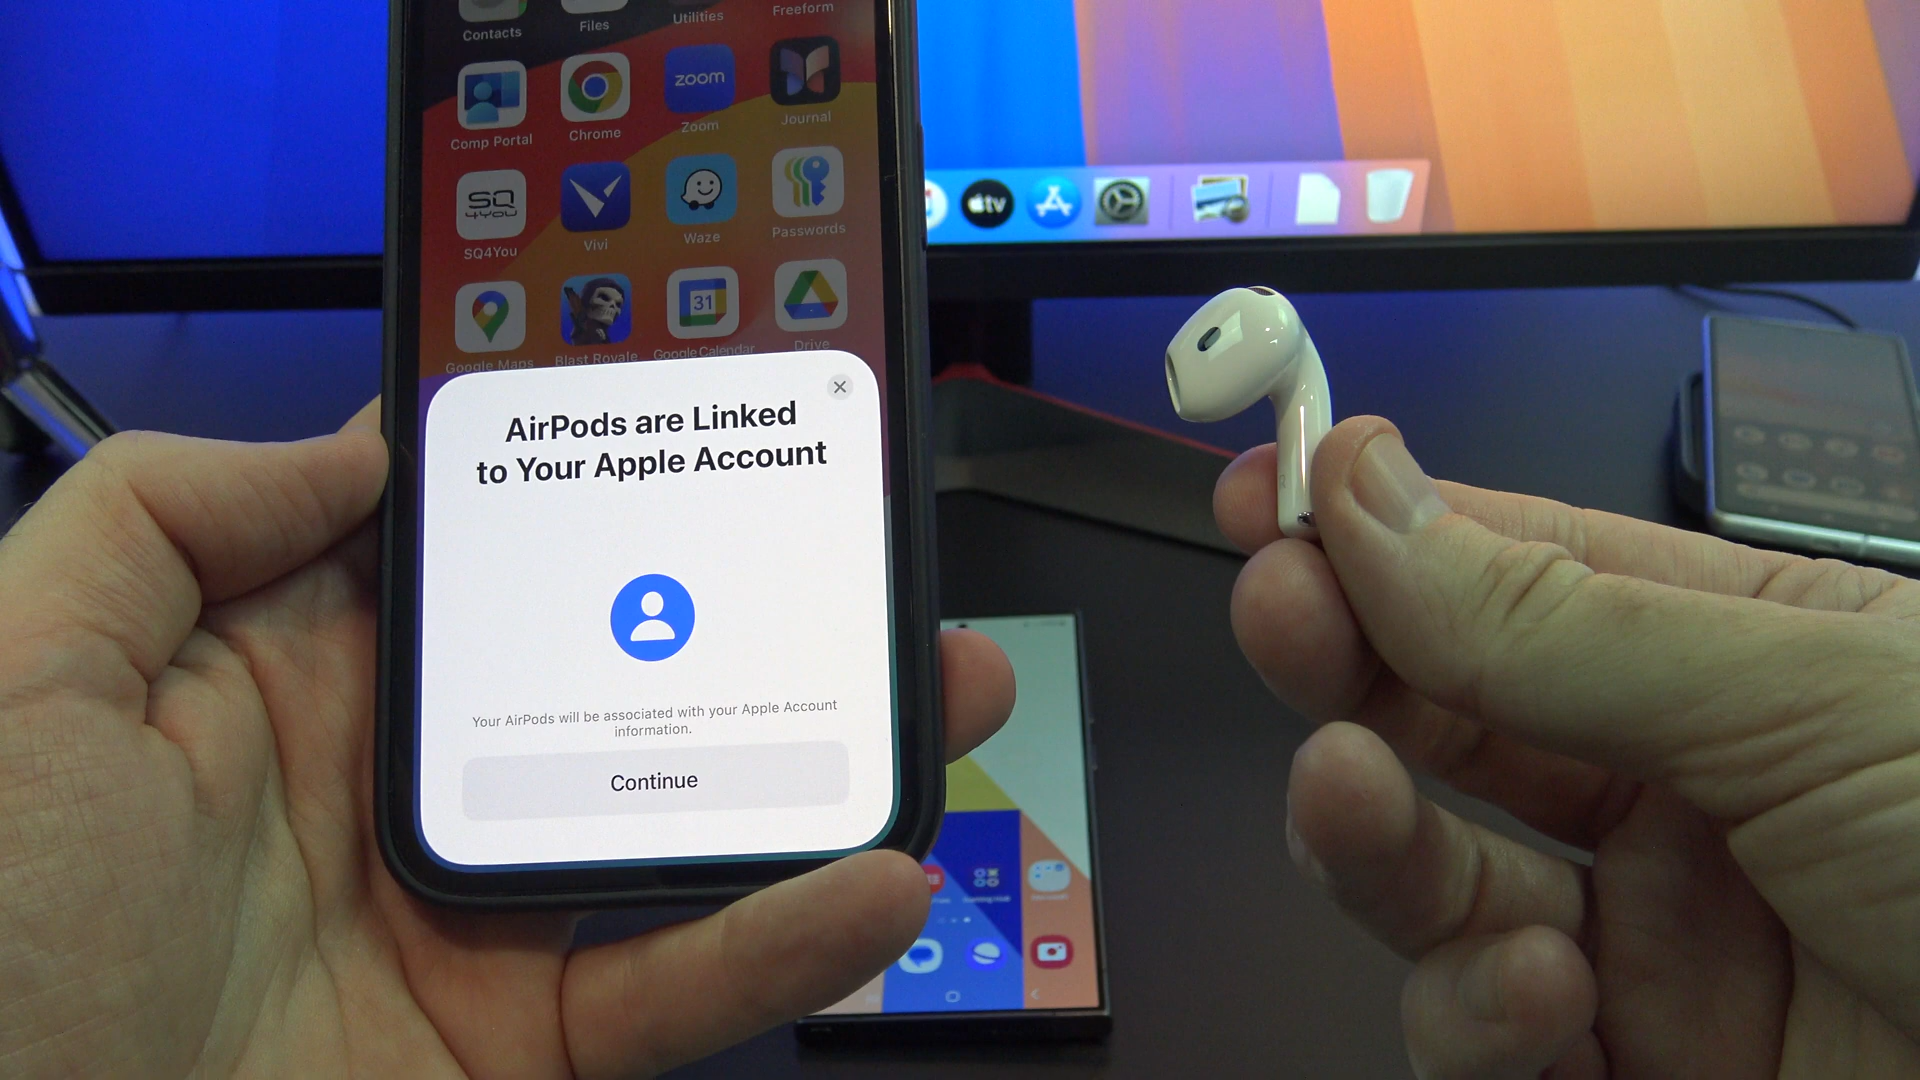 Contacts
Files
Utilities
Freeform
Comp Portal
Chrome
zoom
Zoom
Journal
SQ
4YOU
SQ4You
Vivi
Waze
Passwords
31
Google Maps
Blast Royale
Google Calendar
Drive
tv
AirPods are Linked
to Your Apple Account
Your AirPods will be associated with your Apple Account
information.
Continue
R